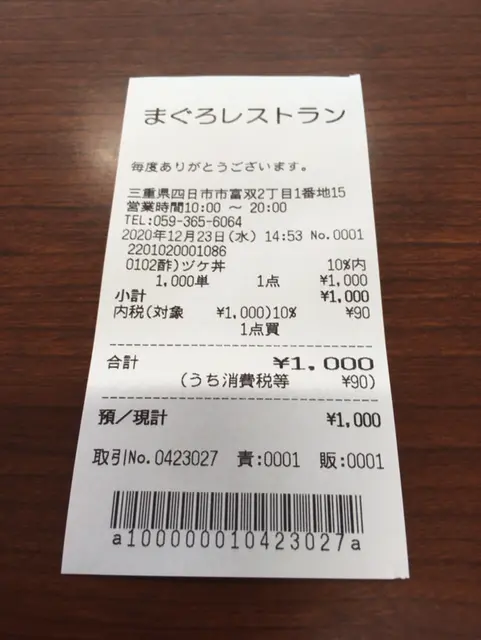 まぐろレストラン
毎度ありがとうございます。
三重県四日市市富双2丁目1番地15
営業時間10:00 ～ 20:00
TEL:059-365-6064
2020年12月23日(水) 14:53 No.0001
2201020001086
0102酢)ヅケ丼 10%内
1,000単 1点 ¥1,000
小計 ¥1,000
内税(対象 ¥1,000)10% ¥90
1点買
合計 ¥1,000
(うち消費税等 ¥90)
預/現計 ¥1,000
取引No.0423027 責:0001 販:0001
a1000000010423027a